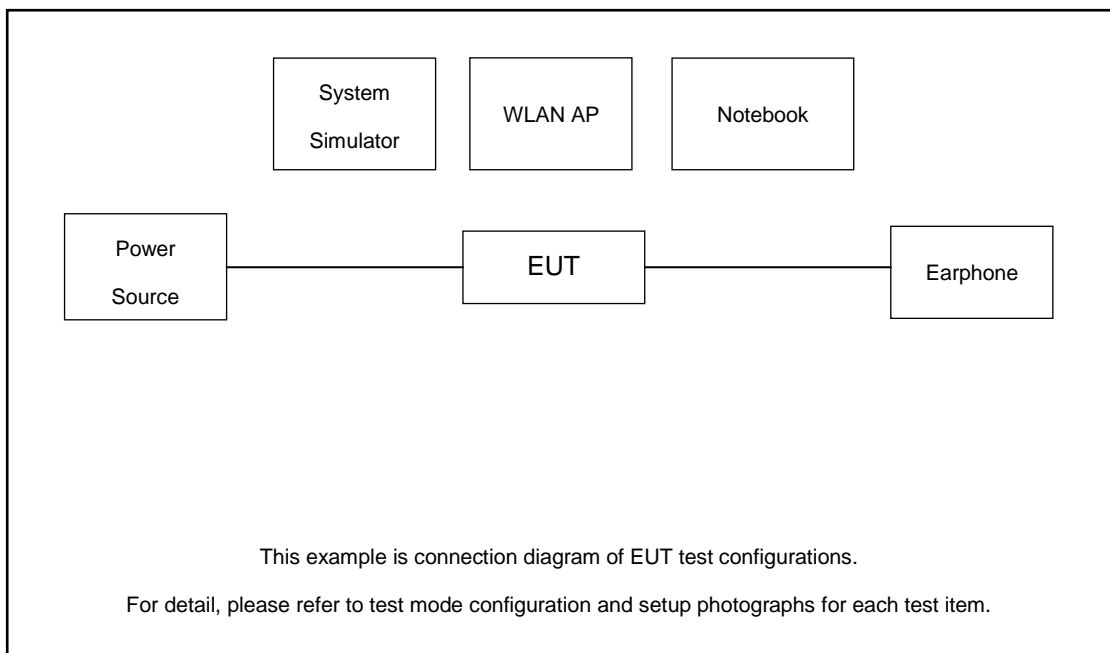 System
Simulator
WLAN AP
Notebook
Power
Source
EUT
Earphone
This example is connection diagram of EUT test configurations.
For detail, please refer to test mode configuration and setup photographs for each test item.